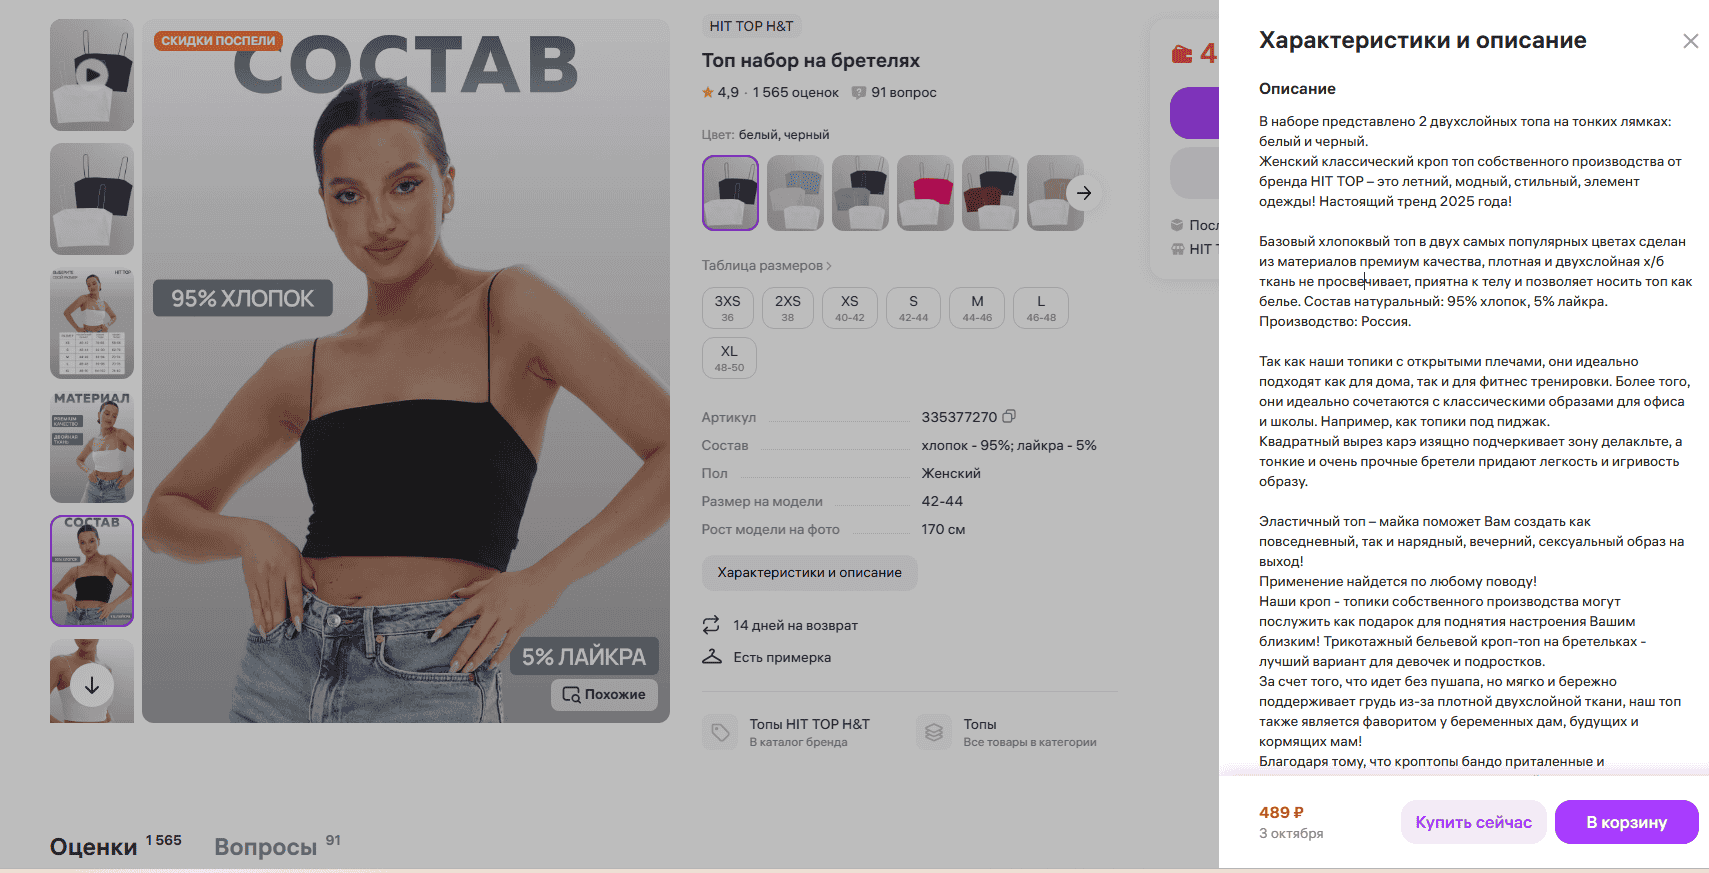 СКИДКИ ПОСПЕЛИ
СОСТАВ
95% ХЛОПОК
5% ЛАЙКРА
Похожие
ВЫБЕРИТЕ
HIT TOP
МАТЕРИАЛ
ПРЕМИУМ
КАЧЕСТВО
ДВОЙНАЯ
ТКАНЬ
СОСТАВ
HIT TOP H&T
Топ набор на бретелях
4,9 · 1 565 оценок 91 вопрос
Цвет: белый, черный
Таблица размеров
3XS 2XS XS S M L
36 38 40-42 42-44 44-46 46-48
XL
48-50
Артикул 335377270
Состав хлопок - 95%; лайкра - 5%
Пол Женский
Размер на модели 42-44
Рост модели на фото 170 см
Характеристики и описание
14 дней на возврат
Есть примерка
Топы HIT TOP H&T
В каталог бренда
Топы
Все товары в категории
4
Посл
HIT T
Оценки 1 565 Вопросы 91
Характеристики и описание
Описание
В наборе представлено 2 двухслойных топа на тонких лямках:
белый и черный.
Женский классический кроп топ собственного производства от
бренда HIT TOP – это летний, модный, стильный, элемент
одежды! Настоящий тренд 2025 года!
Базовый хлопоквый топ в двух самых популярных цветах сделан
из материалов премиум качества, плотная и двухслойная х/б
ткань не просвечивает, приятна к телу и позволяет носить топ как
белье. Состав натуральный: 95% хлопок, 5% лайкра.
Производство: Россия.
Так как наши топики с открытыми плечами, они идеально
подходят как для дома, так и для фитнес тренировки. Более того,
они идеально сочетаются с классическими образами для офиса
и школы. Например, как топики под пиджак.
Квадратный вырез карэ изящно подчеркивает зону делакльте, а
тонкие и очень прочные бретели придают легкость и игривость
образу.
Эластичный топ – майка поможет Вам создать как
повседневный, так и нарядный, вечерний, сексуальный образ на
выход!
Применение найдется по любому поводу!
Наши кроп - топики собственного производства могут
послужить как подарок для поднятия настроения Вашим
близким! Трикотажный бельевой кроп-топ на бретельках -
лучший вариант для девочек и подростков.
За счет того, что идет без пушапа, но мягко и бережно
поддерживает грудь из-за плотной двухслойной ткани, наш топ
также является фаворитом у беременных дам, будущих и
кормящих мам!
Благодаря тому, что кроптопы бандо приталенные и
489 ₽
3 октября
Купить сейчас
В корзину